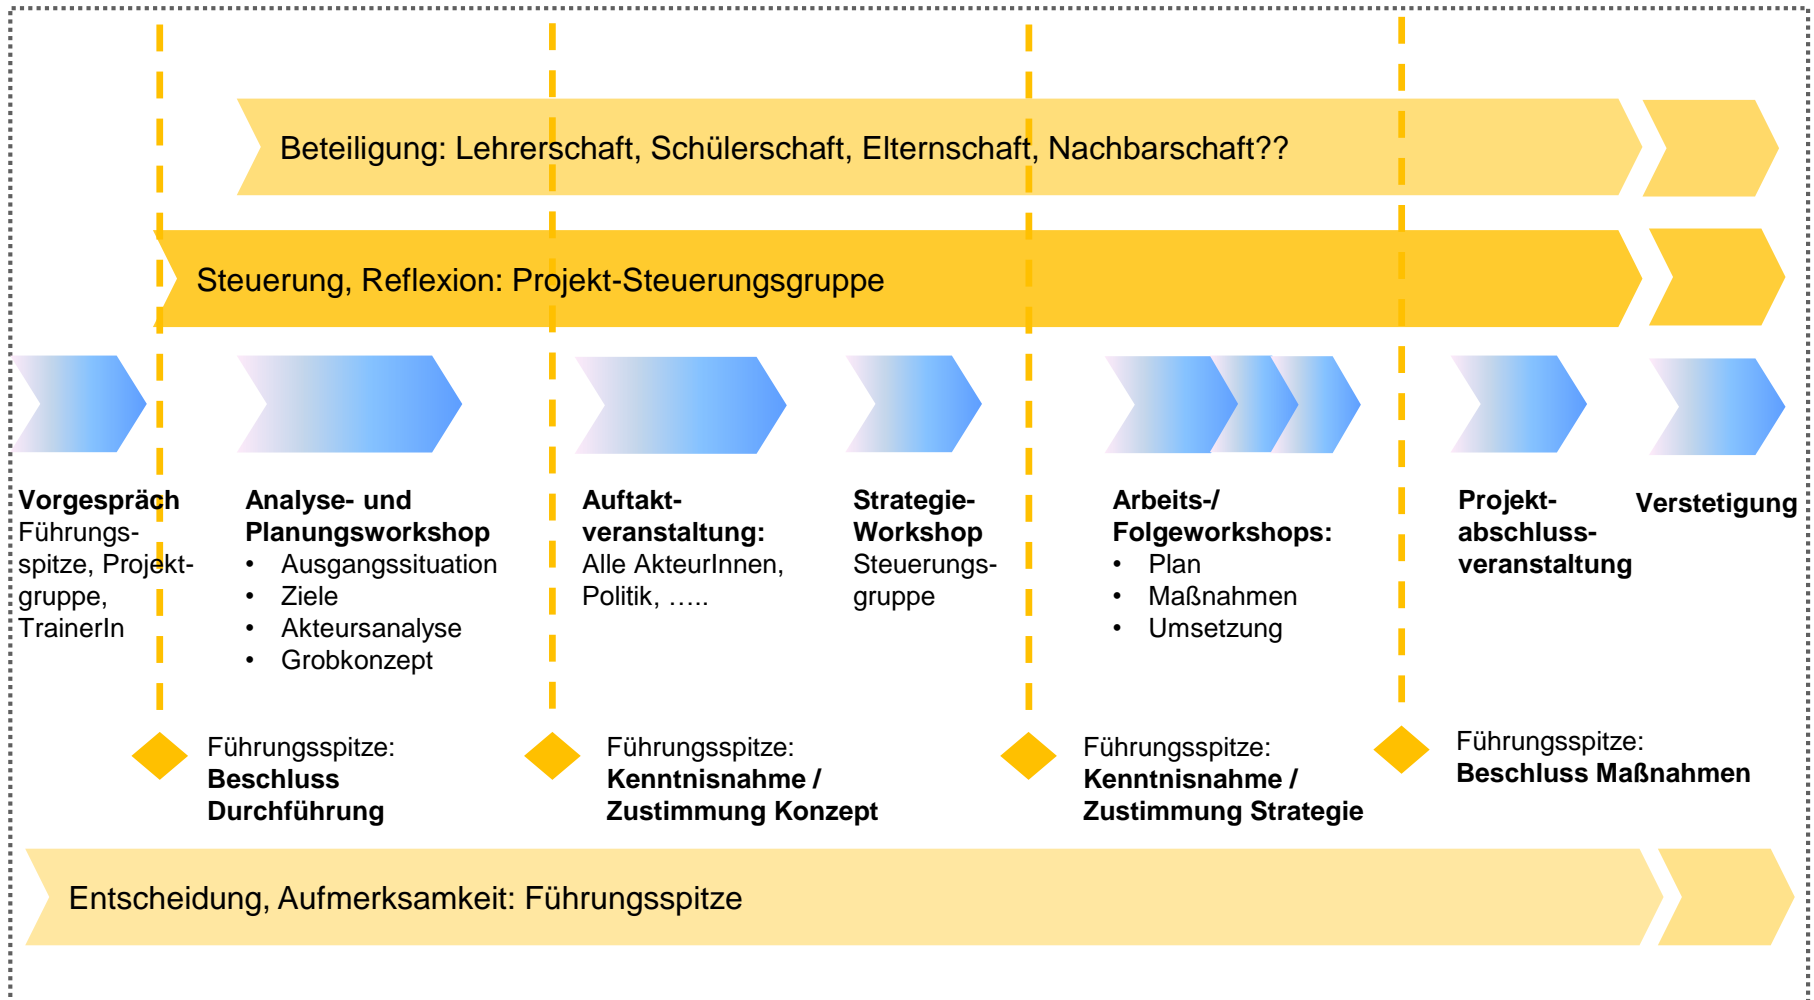 Beteiligung: Lehrerschaft, Schülerschaft, Elternschaft, Nachbarschaft??
Steuerung, Reflexion: Projekt-Steuerungsgruppe
Vorgespräch
Führungs-
spitze, Projekt-
gruppe,
TrainerIn
Analyse- und
Planungsworkshop
• Ausgangssituation
• Ziele
• Akteursanalyse
• Grobkonzept
Auftakt-
veranstaltung:
Alle AkteurInnen,
Politik, …..
Strategie-
Workshop
Steuerungs-
gruppe
Arbeits-/
Folgeworkshops:
• Plan
• Maßnahmen
• Umsetzung
Projekt-
abschluss-
veranstaltung
Verstetigung
Führungsspitze:
Beschluss
Durchführung
Führungsspitze:
Kenntnisnahme /
Zustimmung Konzept
Führungsspitze:
Kenntnisnahme /
Zustimmung Strategie
Führungsspitze:
Beschluss Maßnahmen
Entscheidung, Aufmerksamkeit: Führungsspitze